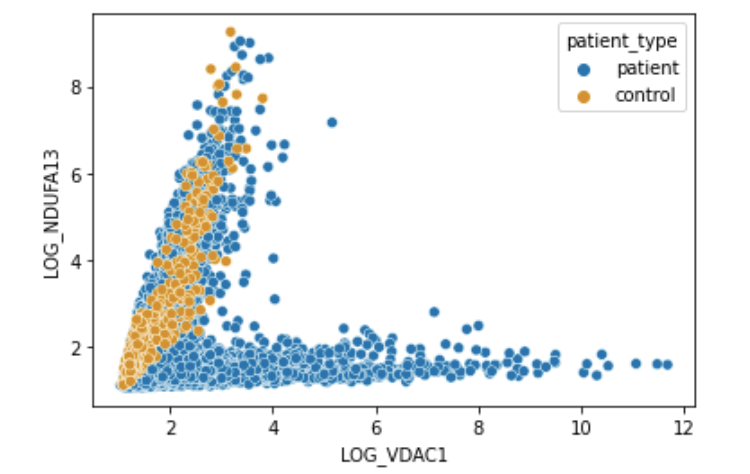 patient_type
patient
control
8
6
4
2
LOG_NDUFA13
2 4 6 8 10 12
LOG_VDAC1